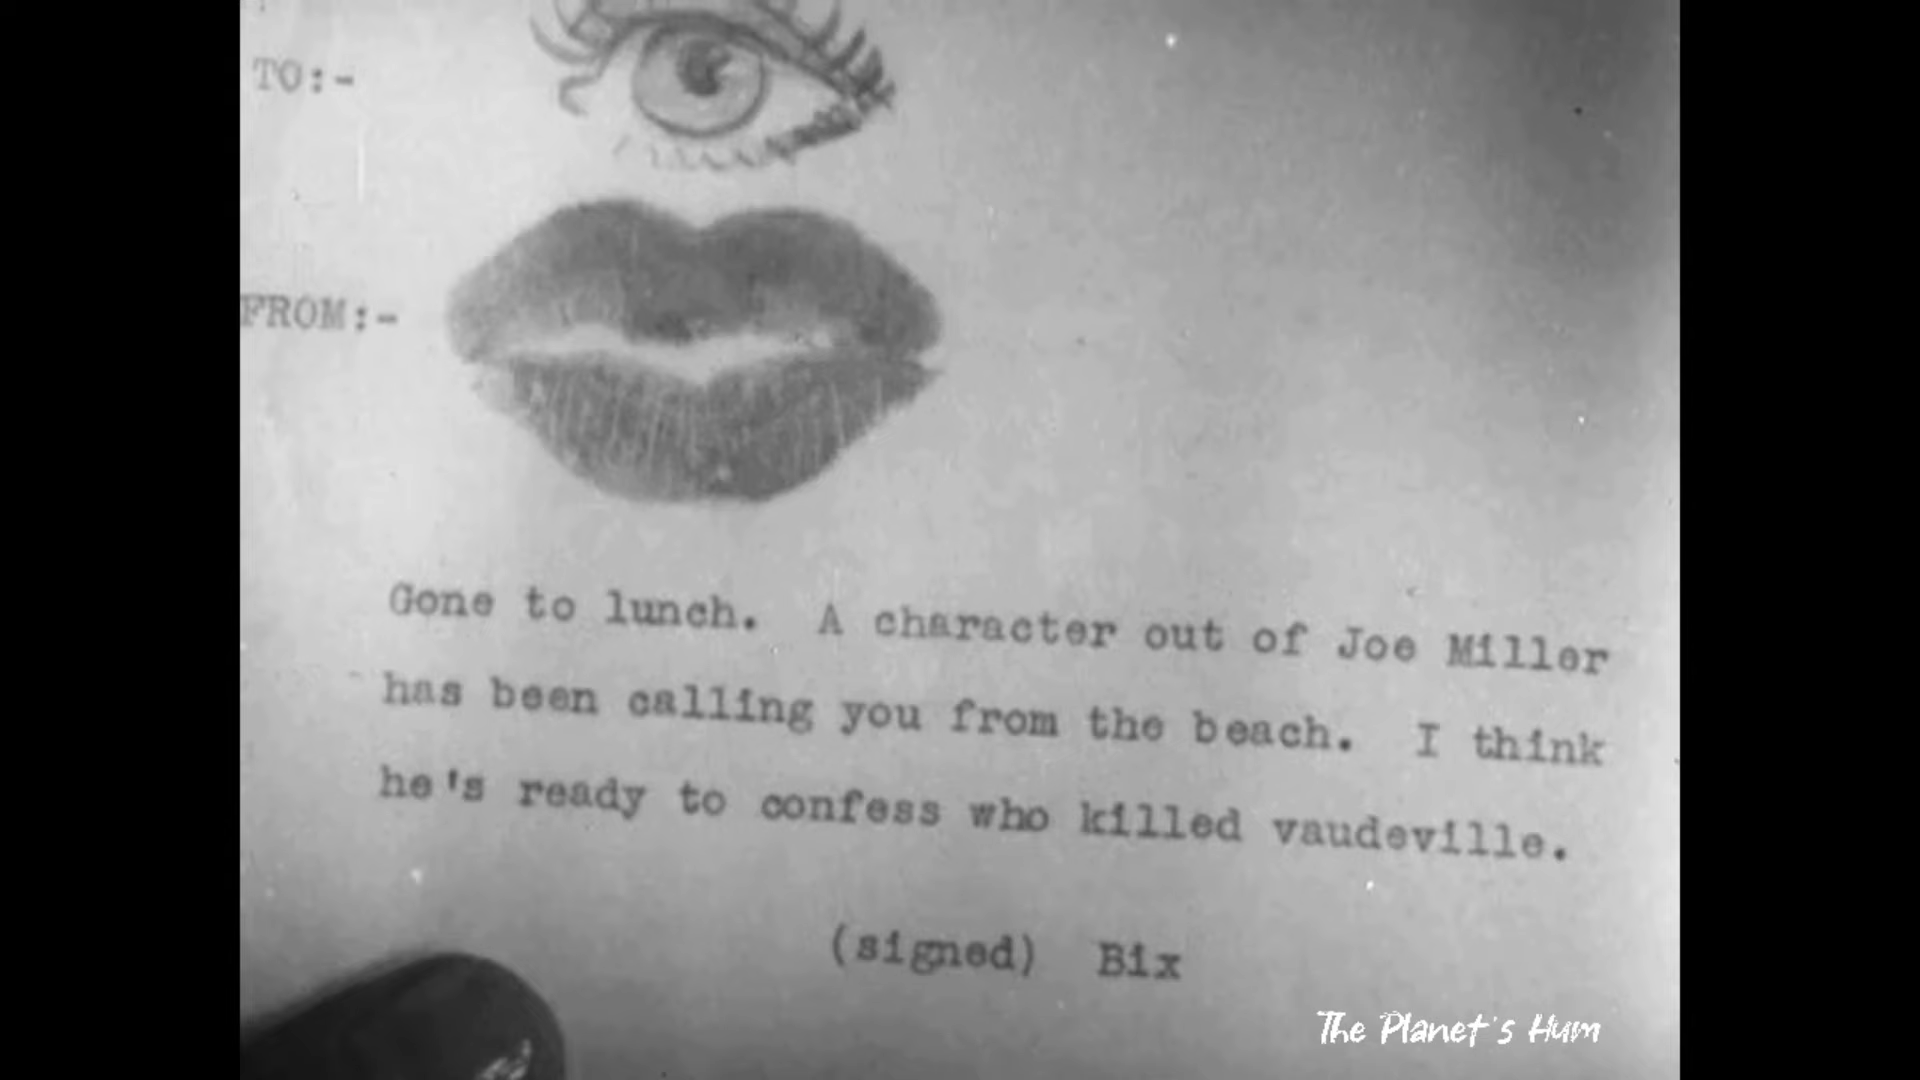 TO:-
FROM:-
Gone to lunch. A character out of Joe Miller
has been calling you from the beach. I think
he's ready to confess who killed vaudeville.
(signed) Bix
The Planet's Hum